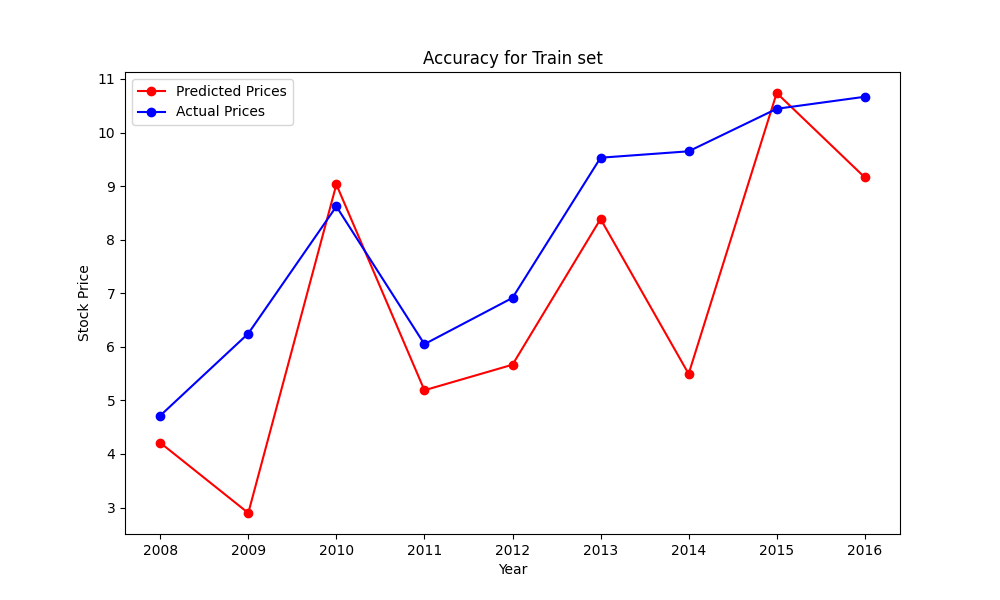 Accuracy for Train set
Predicted Prices
Actual Prices
Stock Price
11
10
9
8
7
6
5
4
3
2008 2009 2010 2011 2012 2013 2014 2015 2016
Year